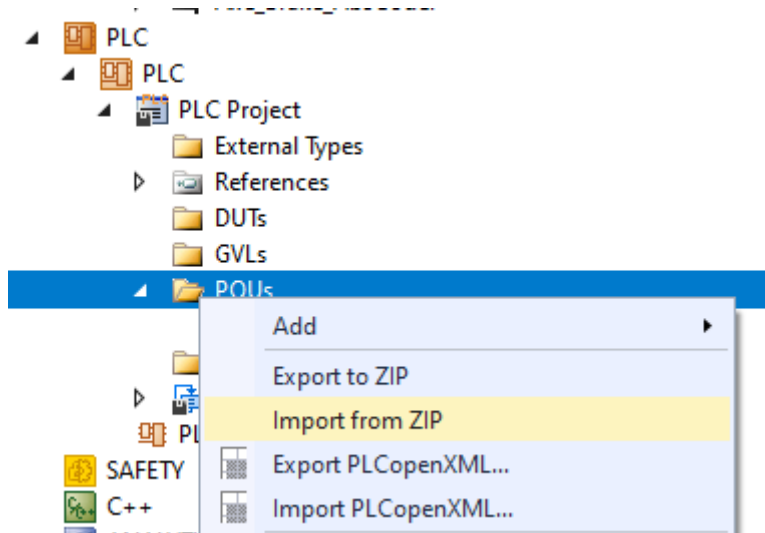 PLC
PLC
PLC Project
External Types
References
DUTs
GVLs
POUs
Add
Export to ZIP
Import from ZIP
PL
SAFETY
Export PLCopenXML...
C++
Import PLCopenXML...